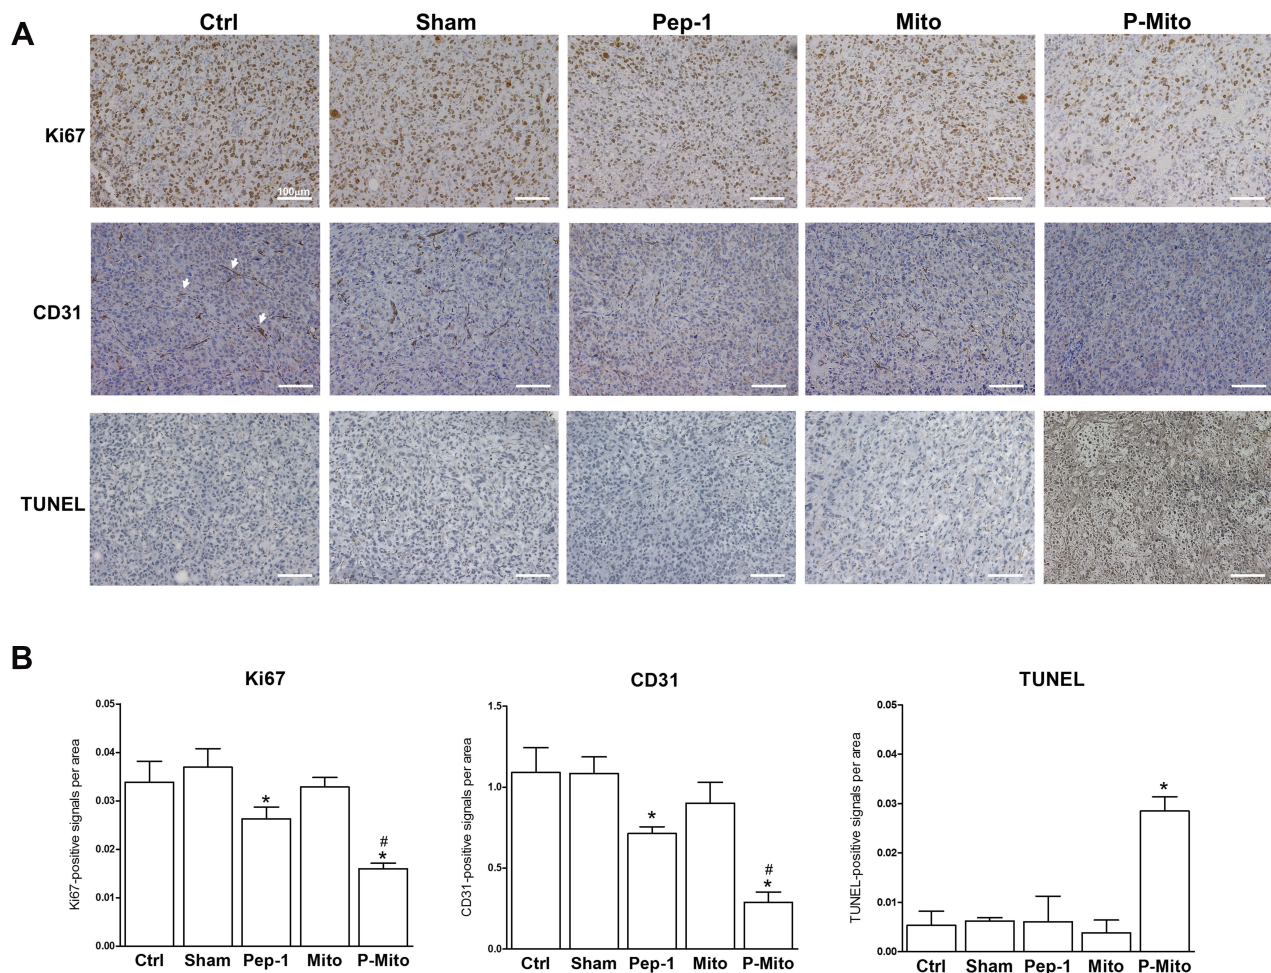 A
Ctrl Sham Pep-1 Mito P-Mito
Ki67
100μm
CD31
TUNEL
B
Ki67
Ki67-positive signals per area
0.05
0.04
0.03
0.02
0.01
0.00
*
#
*
Ctrl Sham Pep-1 Mito P-Mito
CD31
CD31-positive signals per area
1.5
1.0
0.5
0.0
*
#
*
Ctrl Sham Pep-1 Mito P-Mito
TUNEL
TUNEL-positive signals per area
0.05
0.04
0.03
0.02
0.01
0.00
*
Ctrl Sham Pep-1 Mito P-Mito